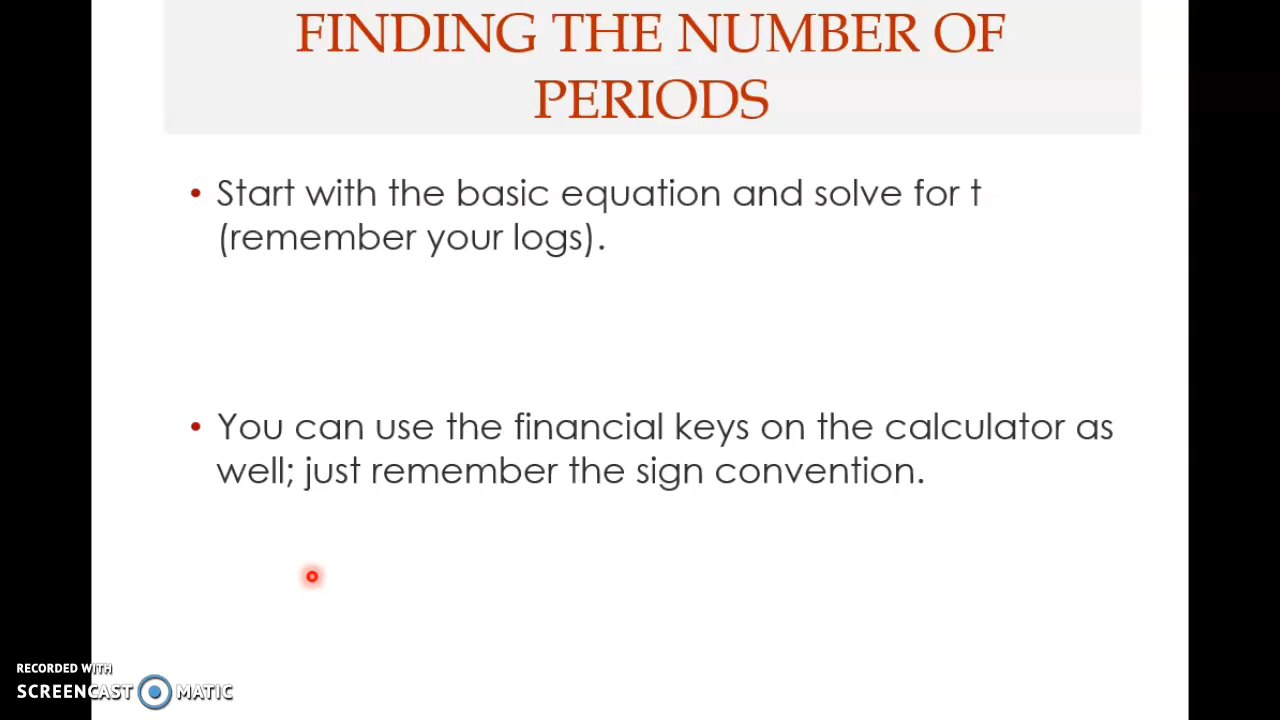 FINDING THE NUMBER OF
PERIODS
• Start with the basic equation and solve for t
(remember your logs).
• You can use the financial keys on the calculator as
well; just remember the sign convention.
RECORDED WITH
SCREENCAST MATIC